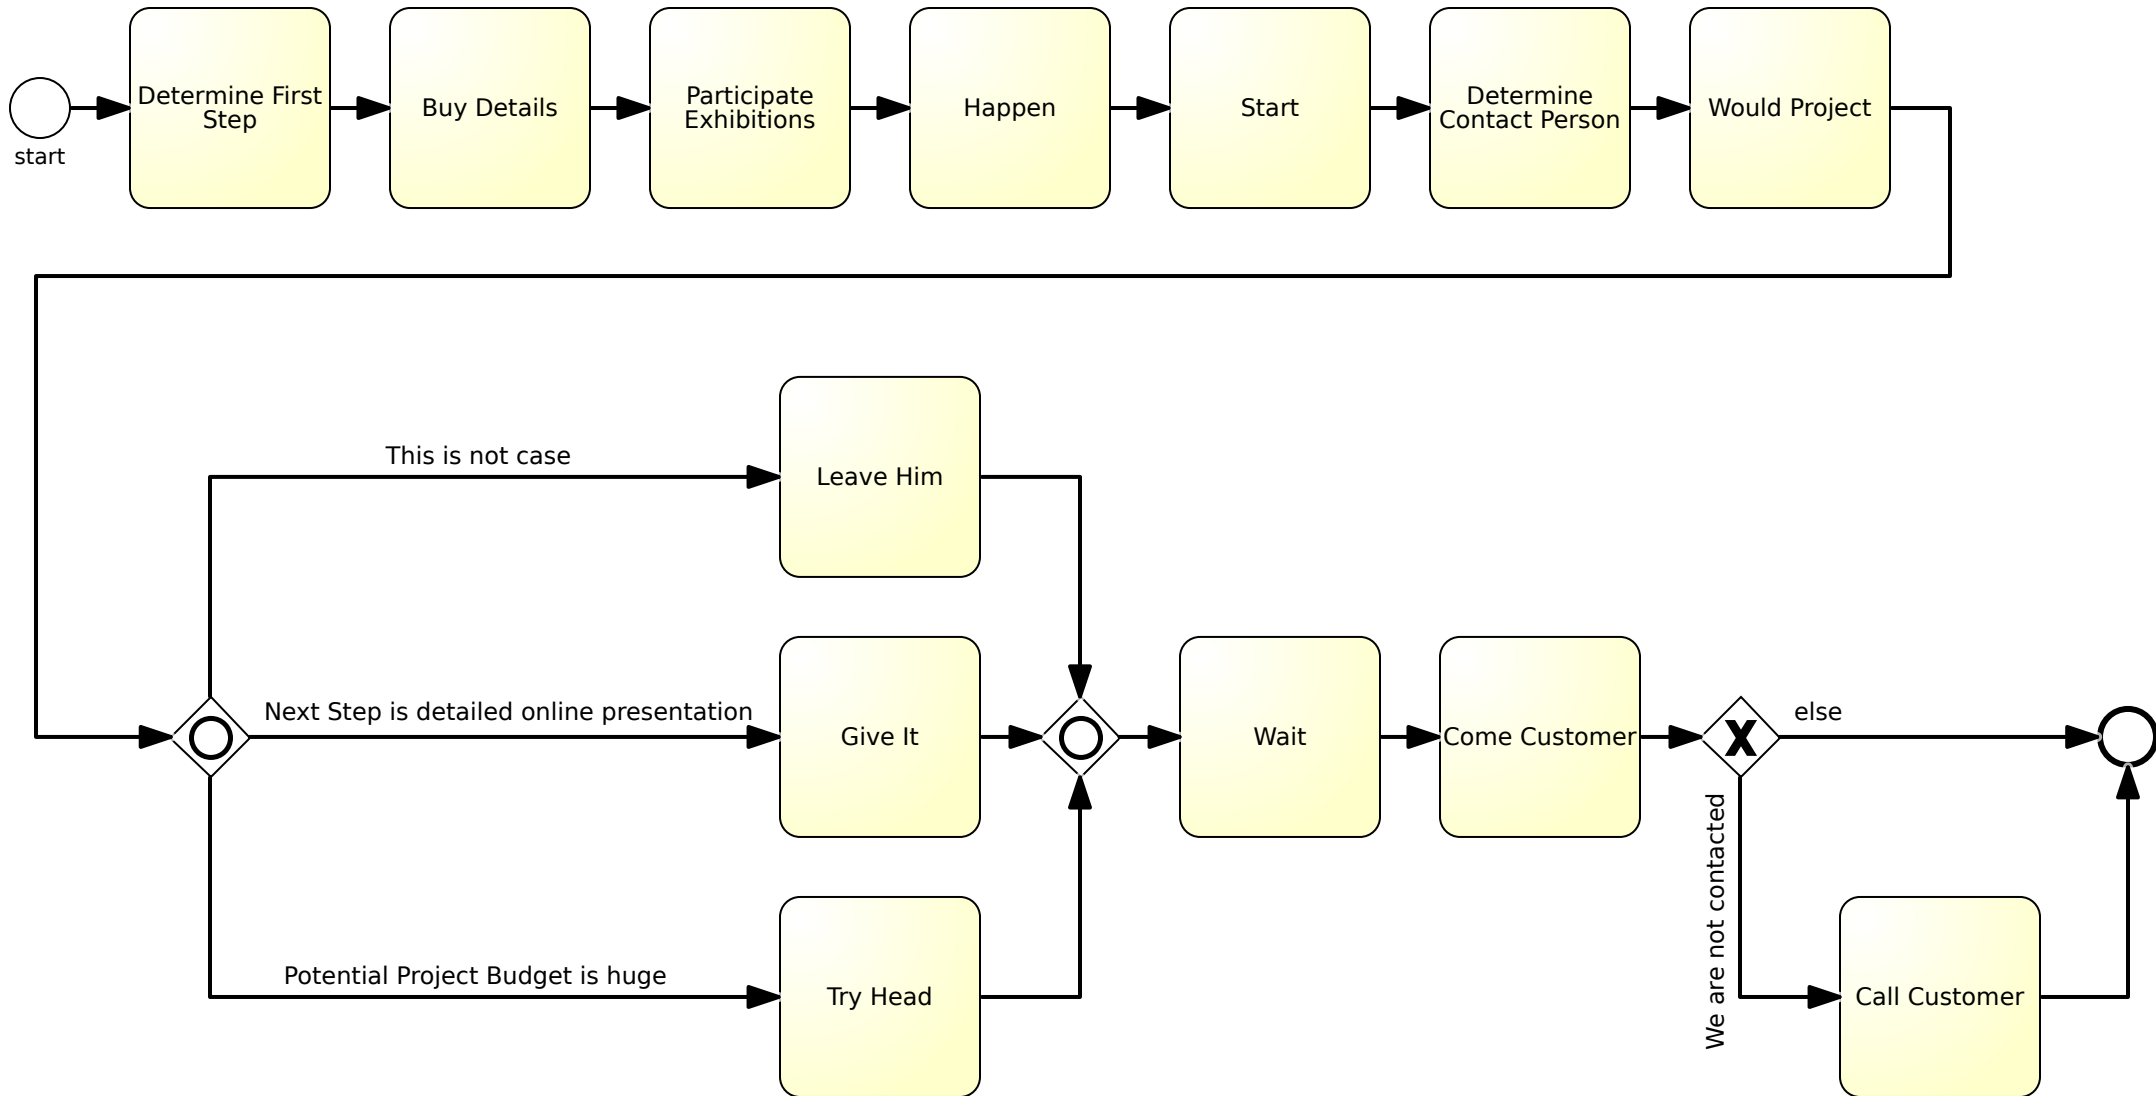 Determine First
Step
Buy Details
Participate
Exhibitions
Happen
Start
Determine
Contact Person
Would Project
start
This is not case
Leave Him
Next Step is detailed online presentation
Give It
Wait
Come Customer
X
else
We are not contacted
Potential Project Budget is huge
Try Head
Call Customer